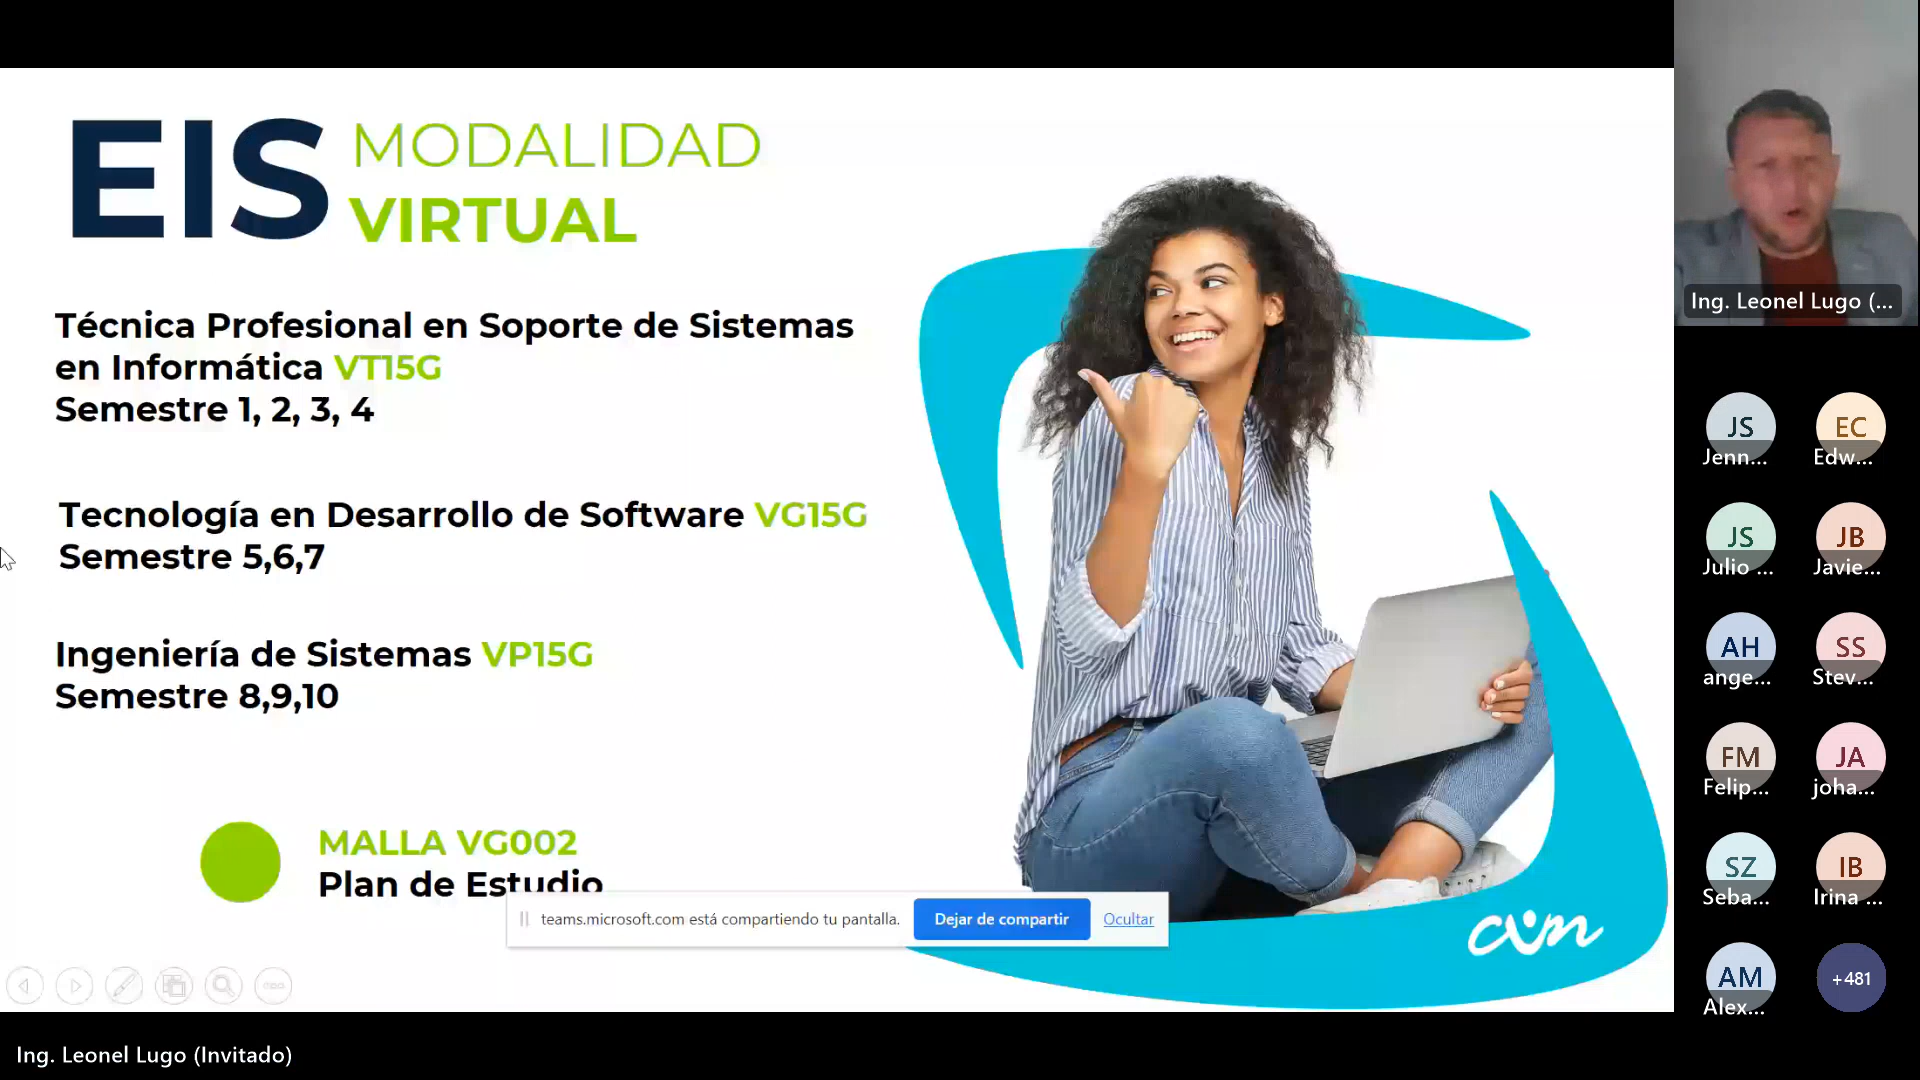 EIS MODALIDAD
VIRTUAL
Técnica Profesional en Soporte de Sistemas
en Informática VT15G
Semestre 1, 2, 3, 4
Tecnología en Desarrollo de Software VG15G
Semestre 5,6,7
Ingeniería de Sistemas VP15G
Semestre 8,9,10
MALLA VG002
Plan de Estudio
teams.microsoft.com está compartiendo tu pantalla.
Dejar de compartir
Ocultar
cun
Ing. Leonel Lugo (...
JS
Jenn...
EC
Edw...
JS
Julio ...
JB
Javie...
AH
ange...
SS
Stev...
FM
Felip...
JA
joha...
SZ
Seba...
IB
Irina ...
AM
Alex...
+481
Ing. Leonel Lugo (Invitado)